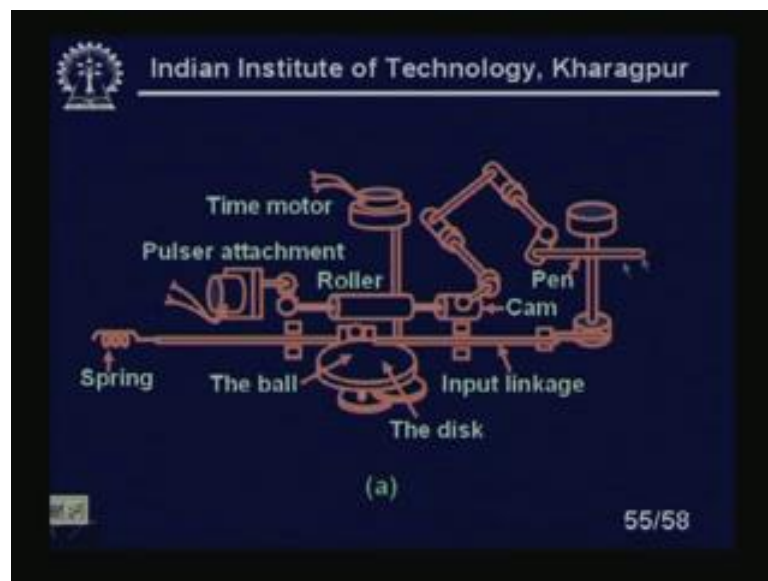 Indian Institute of Technology, Kharagpur
Time motor
Pulser attachment
Roller
Pen
Cam
Spring
The ball
Input linkage
The disk
(a)
55/58